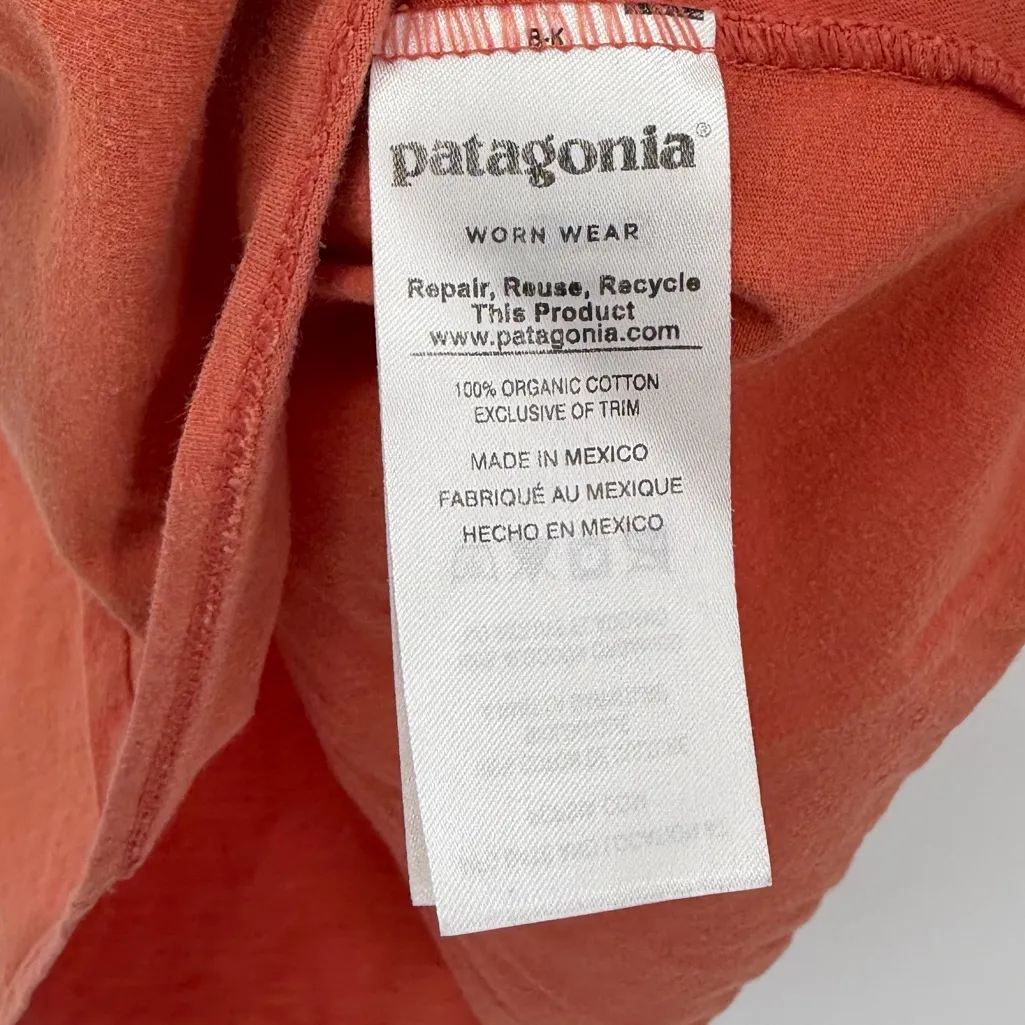 B-K
patagonia®
WORN WEAR
Repair, Reuse, Recycle
This Product
www.patagonia.com
100% ORGANIC COTTON
EXCLUSIVE OF TRIM
MADE IN MEXICO
FABRIQUÉ AU MEXIQUE
HECHO EN MEXICO